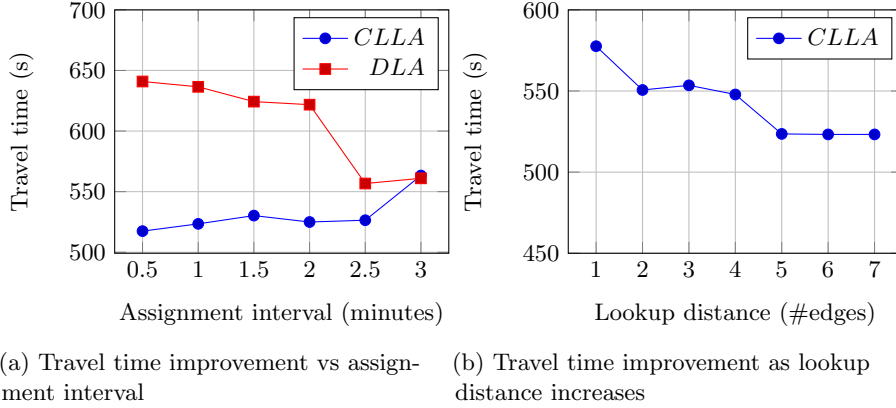 700
650
600
550
500
Travel time (s)
CLLA
DLA
0.5 1 1.5 2 2.5 3
Assignment interval (minutes)
(a) Travel time improvement vs assign-
ment interval
600
550
500
450
Travel time (s)
CLLA
1 2 3 4 5 6 7
Lookup distance (#edges)
(b) Travel time improvement as lookup
distance increases